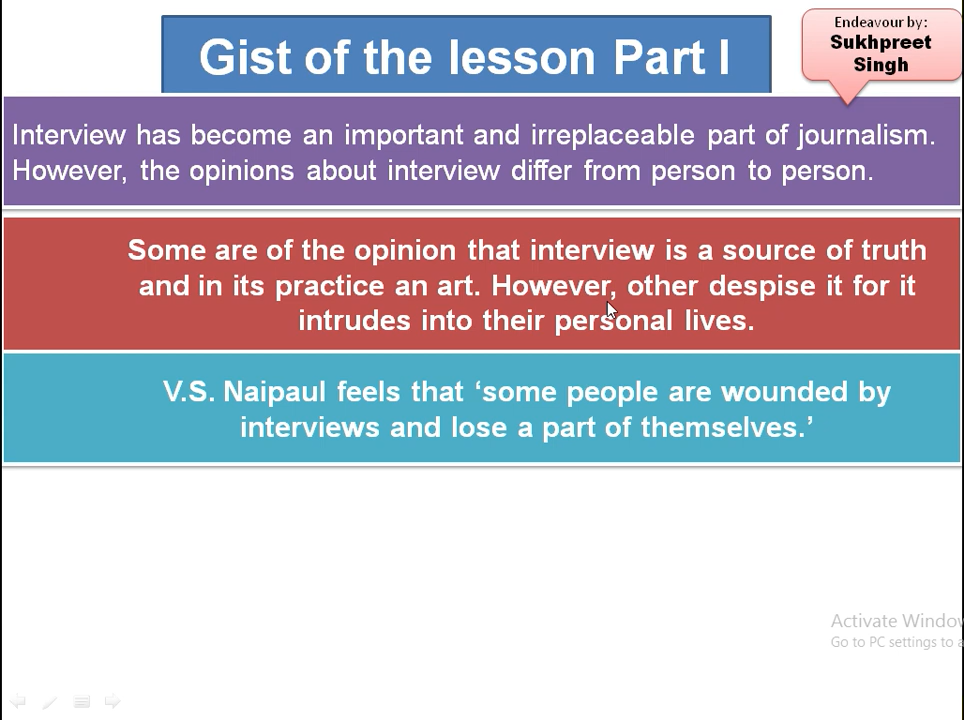 Gist of the lesson Part I
Endeavour by:
Sukhpreet
Singh
Interview has become an important and irreplaceable part of journalism.
However, the opinions about interview differ from person to person.
Some are of the opinion that interview is a source of truth
and in its practice an art. However, other despise it for it
intrudes into their personal lives.
V.S. Naipaul feels that ‘some people are wounded by
interviews and lose a part of themselves.’
Activate
Go to PC settings to